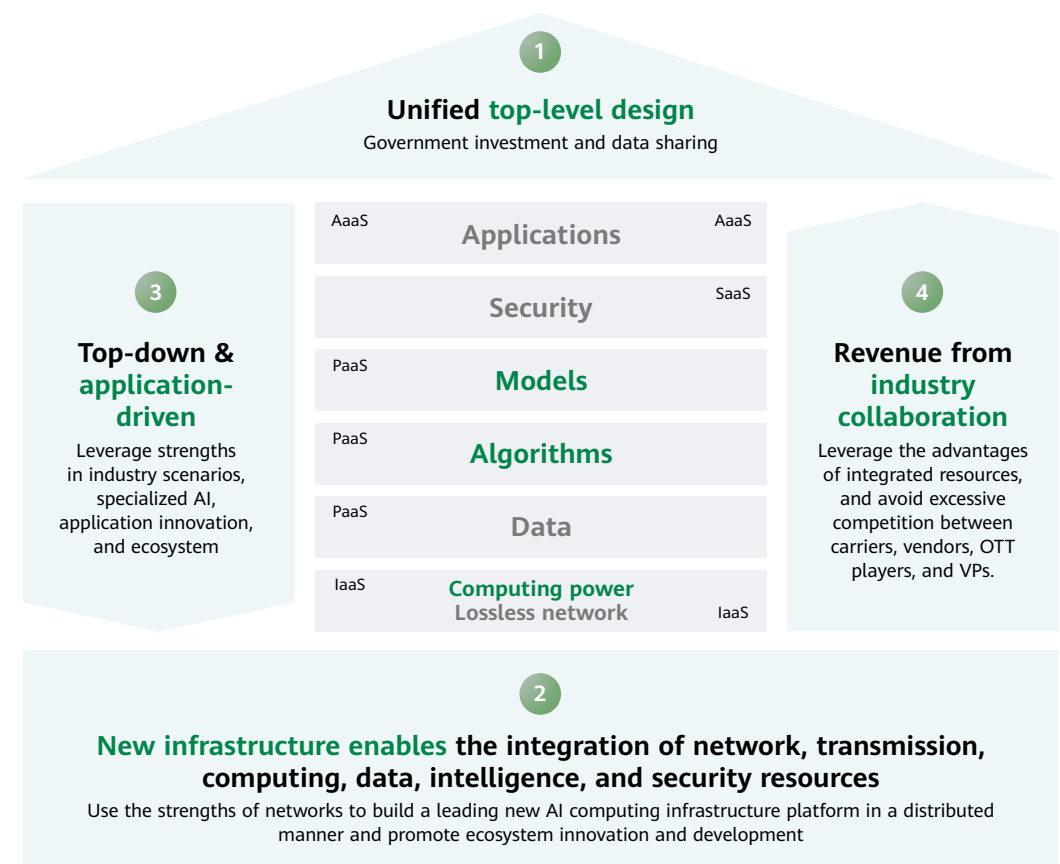 1
Unified top-level design
Government investment and data sharing
3
Top-down &
application-
driven
Leverage strengths
in industry scenarios,
specialized AI,
application innovation,
and ecosystem
AaaS
Applications
AaaS
Security
SaaS
PaaS
Models
PaaS
Algorithms
PaaS
Data
IaaS
Computing power
Lossless network
IaaS
4
Revenue from
industry
collaboration
Leverage the advantages
of integrated resources,
and avoid excessive
competition between
carriers, vendors, OTT
players, and VPs.
2
New infrastructure enables the integration of network, transmission,
computing, data, intelligence, and security resources
Use the strengths of networks to build a leading new AI computing infrastructure platform in a distributed
manner and promote ecosystem innovation and development